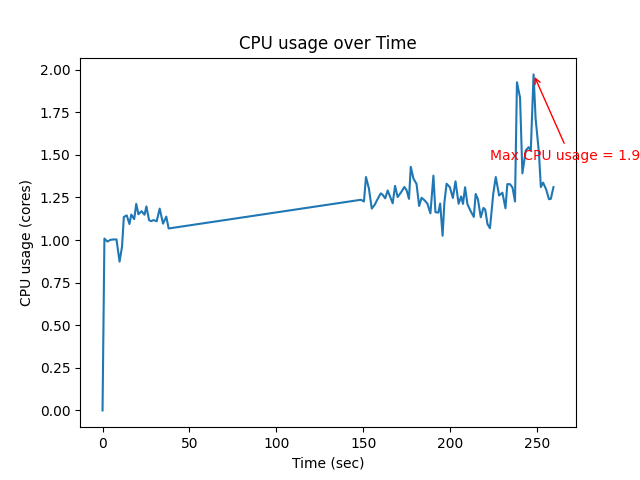 CPU usage over Time
2.00
1.75
1.50
1.25
1.00
0.75
0.50
0.25
0.00
CPU usage (cores)
Max CPU usage = 1.9
0 50 100 150 200 250
Time (sec)